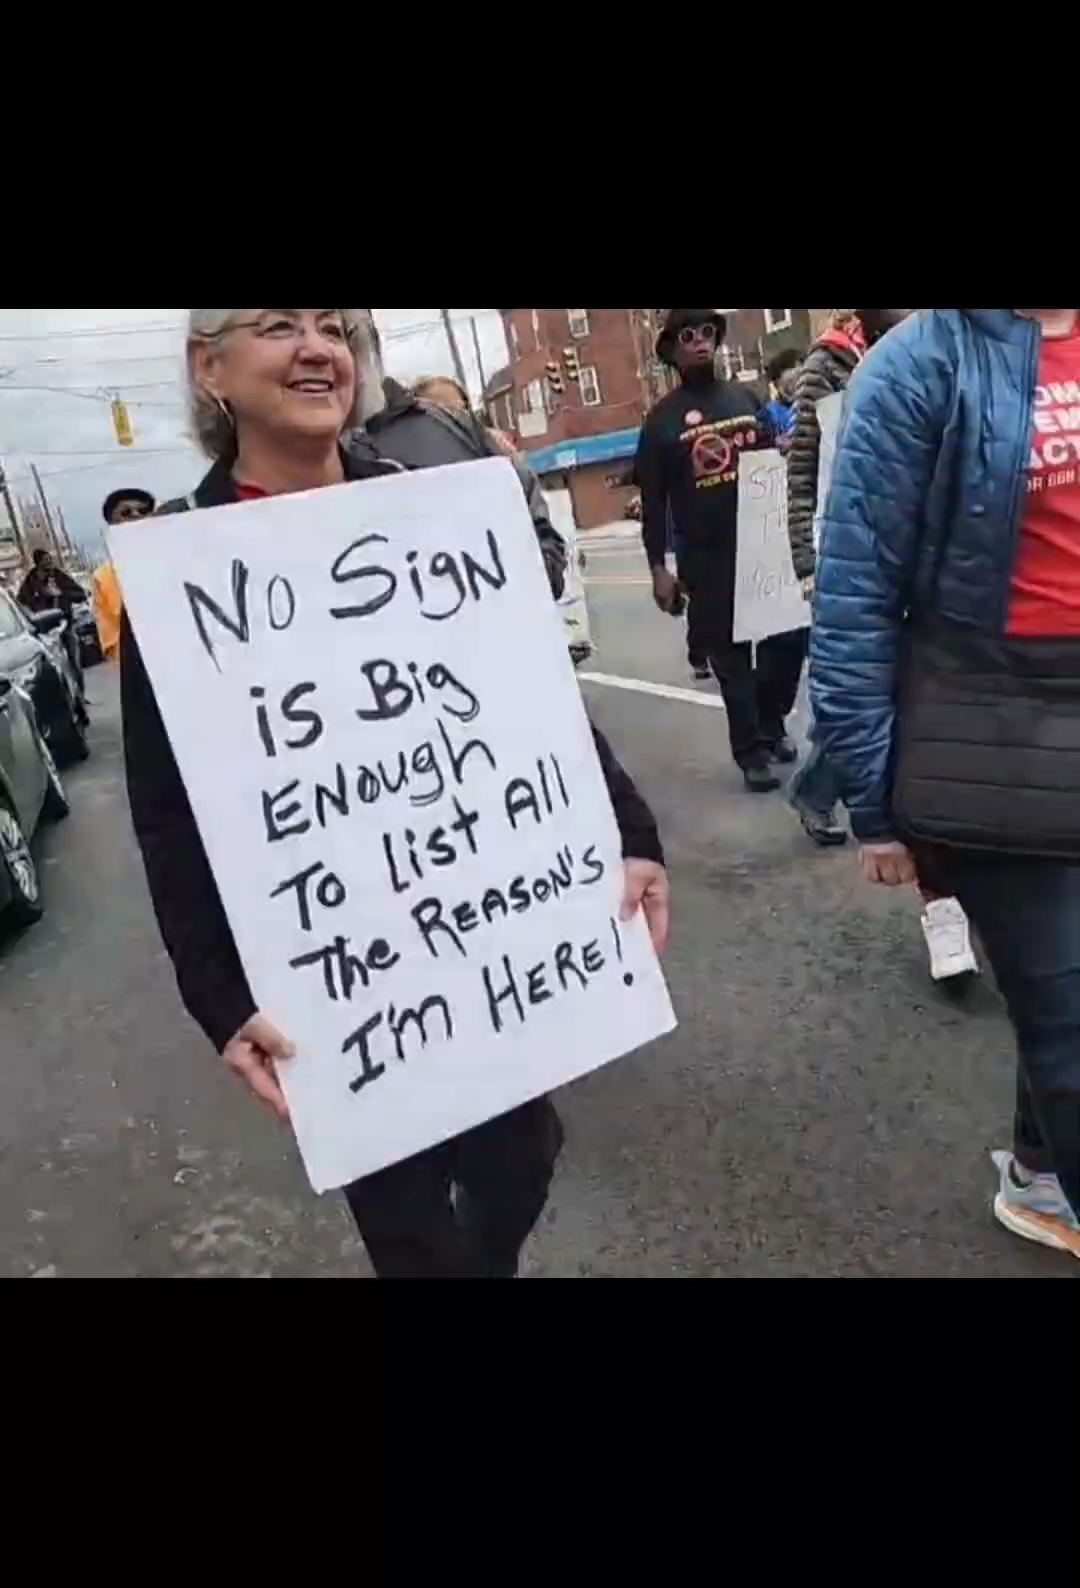 No Sign
is Big
ENough
To List All
The REASON'S
I'm HERE!